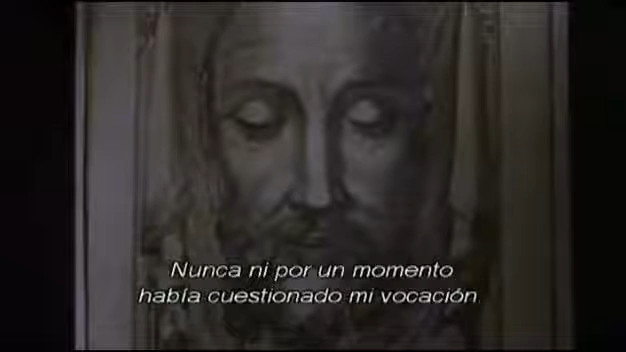 Nunca ni por un momento
había cuestionado mi vocación.